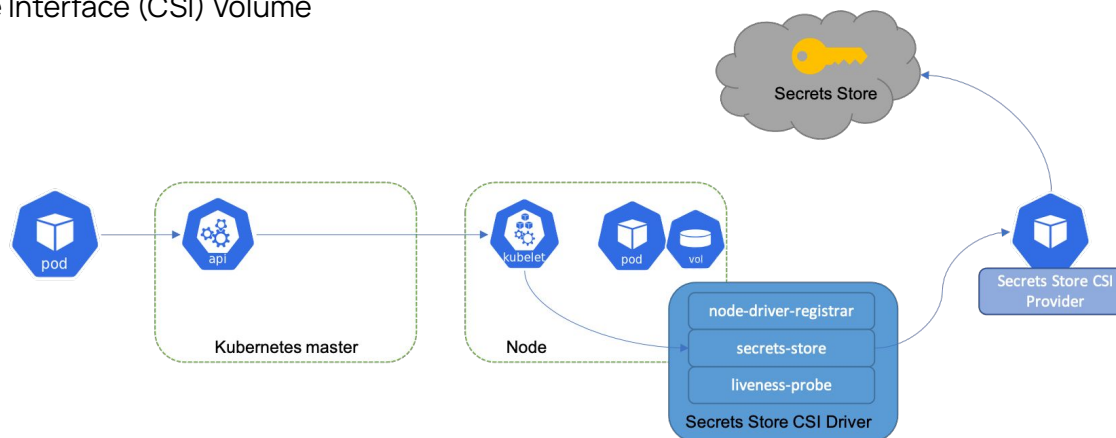 Interface (CSI) Volume
Secrets Store
pod
api
kubelet
pod
vol
Secrets Store CSI
Provider
node-driver-registrar
secrets-store
liveness-probe
Kubernetes master
Node
Secrets Store CSI Driver